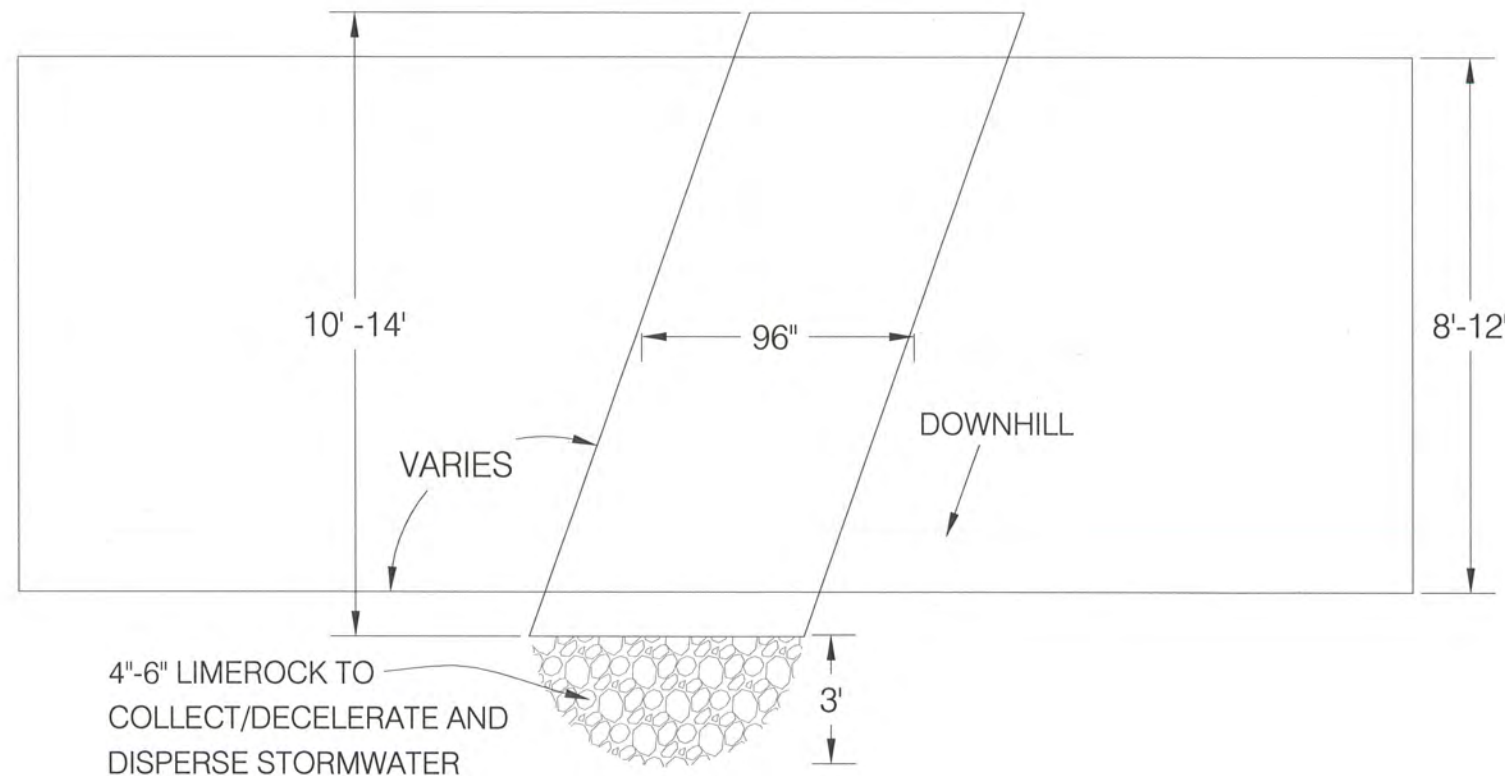 10' -14'
96"
8'-12'
DOWNHILL
VARIES
4"-6" LIMEROCK TO
COLLECT/DECELERATE AND
DISPERSE STORMWATER
3'